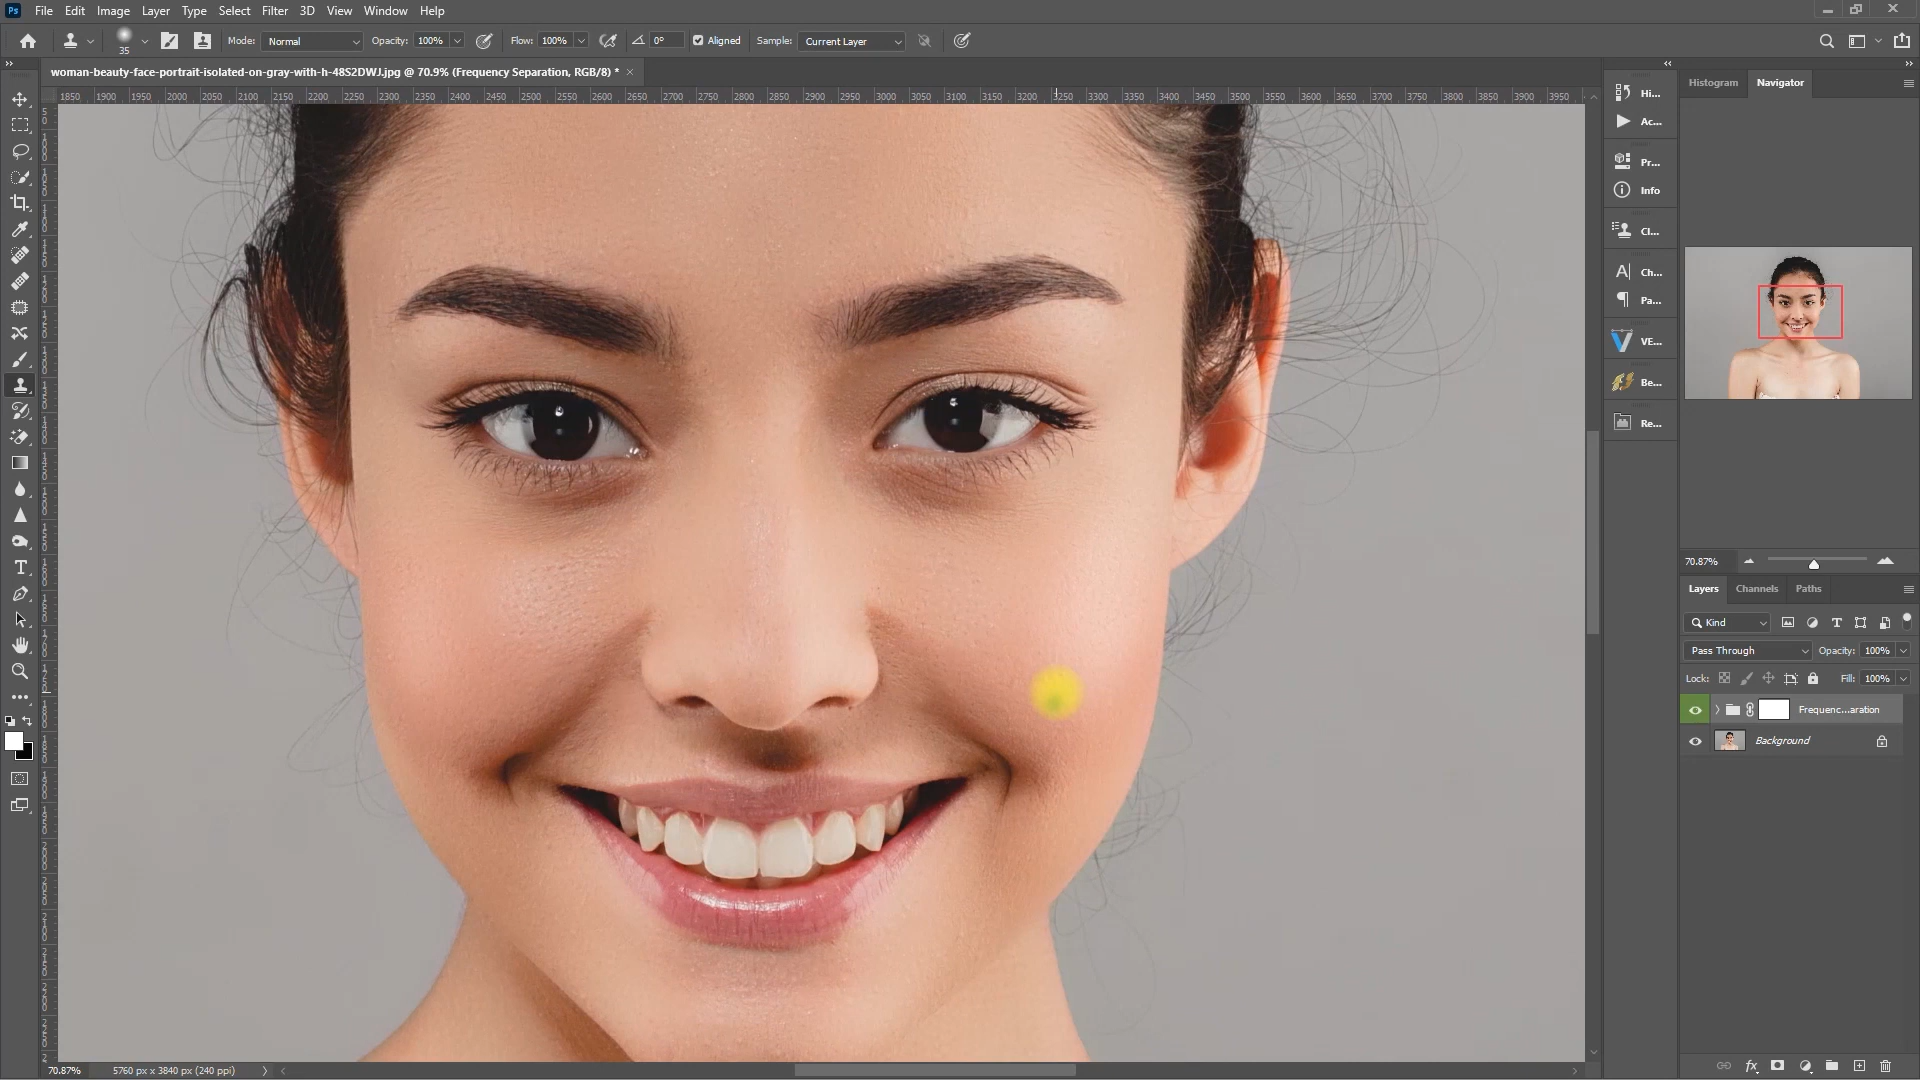 Ps File Edit Image Layer Type Select Filter 3D View Window Help
35 Mode: Normal Opacity: 100% Flow: 100% 0° Aligned Sample: Current Layer
woman-beauty-face-portrait-isolated-on-gray-with-h-48S2DWJ.jpg @ 70.9% (Frequency Separation, RGB/8) * ×
1850 1900 1950 2000 2050 2100 2150 2200 2250 2300 2350 2400 2450 2500 2550 2600 2650 2700 2750 2800 2850 2900 2950 3000 3050 3100 3150 3200 3250 3300 3350 3400 3450 3500 3550 3600 3650 3700 3750 3800 3850 3900 3950
Histogram Navigator
Hi...
Ac...
Pr...
Info
Cl...
Ch...
Pa...
VE...
Be...
Re...
70.87%
Layers Channels Paths
Kind
Pass Through Opacity: 100%
Lock: Fill: 100%
Frequenc...aration
Background
70.87% 5760 px x 3840 px (240 ppi)